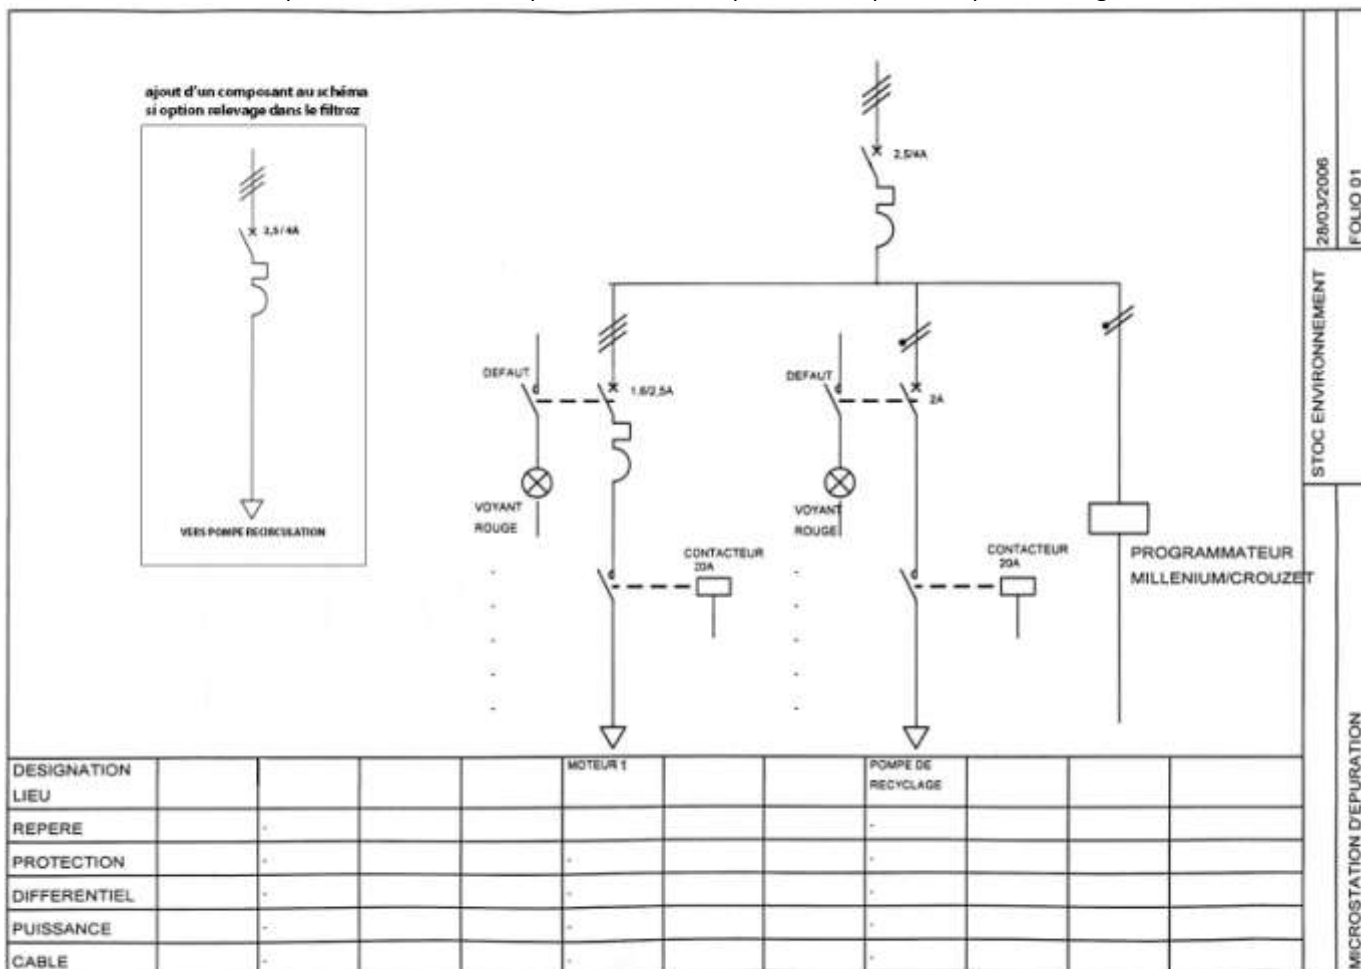 ajout d'un composant au schéma
si option relevage dans le filtroz
2,5/4A
VERS POMPE RECIRCULATION
2,5/4A
DEFAUT
1.6/2,5A
VOYANT
ROUGE
CONTACTEUR
20A
DEFAUT
2A
VOYANT
ROUGE
CONTACTEUR
20A
PROGRAMMATEUR
MILLENIUM/CROUZET
28/03/2006
FOLIO 01
STOC ENVIRONNEMENT
MICROSTATION D'EPURATION
DESIGNATION
LIEU
MOTEUR 1
POMPE DE
RECYCLAGE
REPERE
PROTECTION
DIFFERENTIEL
PUISSANCE
CABLE